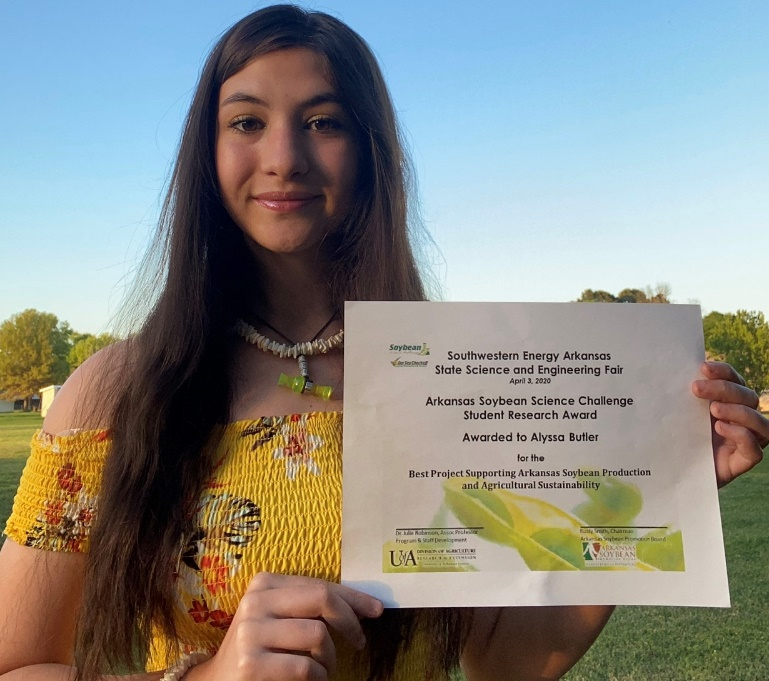 Soybean
Southwestern Energy Arkansas
State Science and Engineering Fair
April 3, 2020
Arkansas Soybean Science Challenge
Student Research Award
Awarded to Alyssa Butler
for the
Best Project Supporting Arkansas Soybean Production
and Agricultural Sustainability
Dr. Julie Robinson, Assoc Professor
Program & Staff Development
Rusty Smith, Chairman
Arkansas Soybean Promotion Board
UA DIVISION OF AGRICULTURE
RESEARCH & EXTENSION
ARKANSAS
SOYBEAN